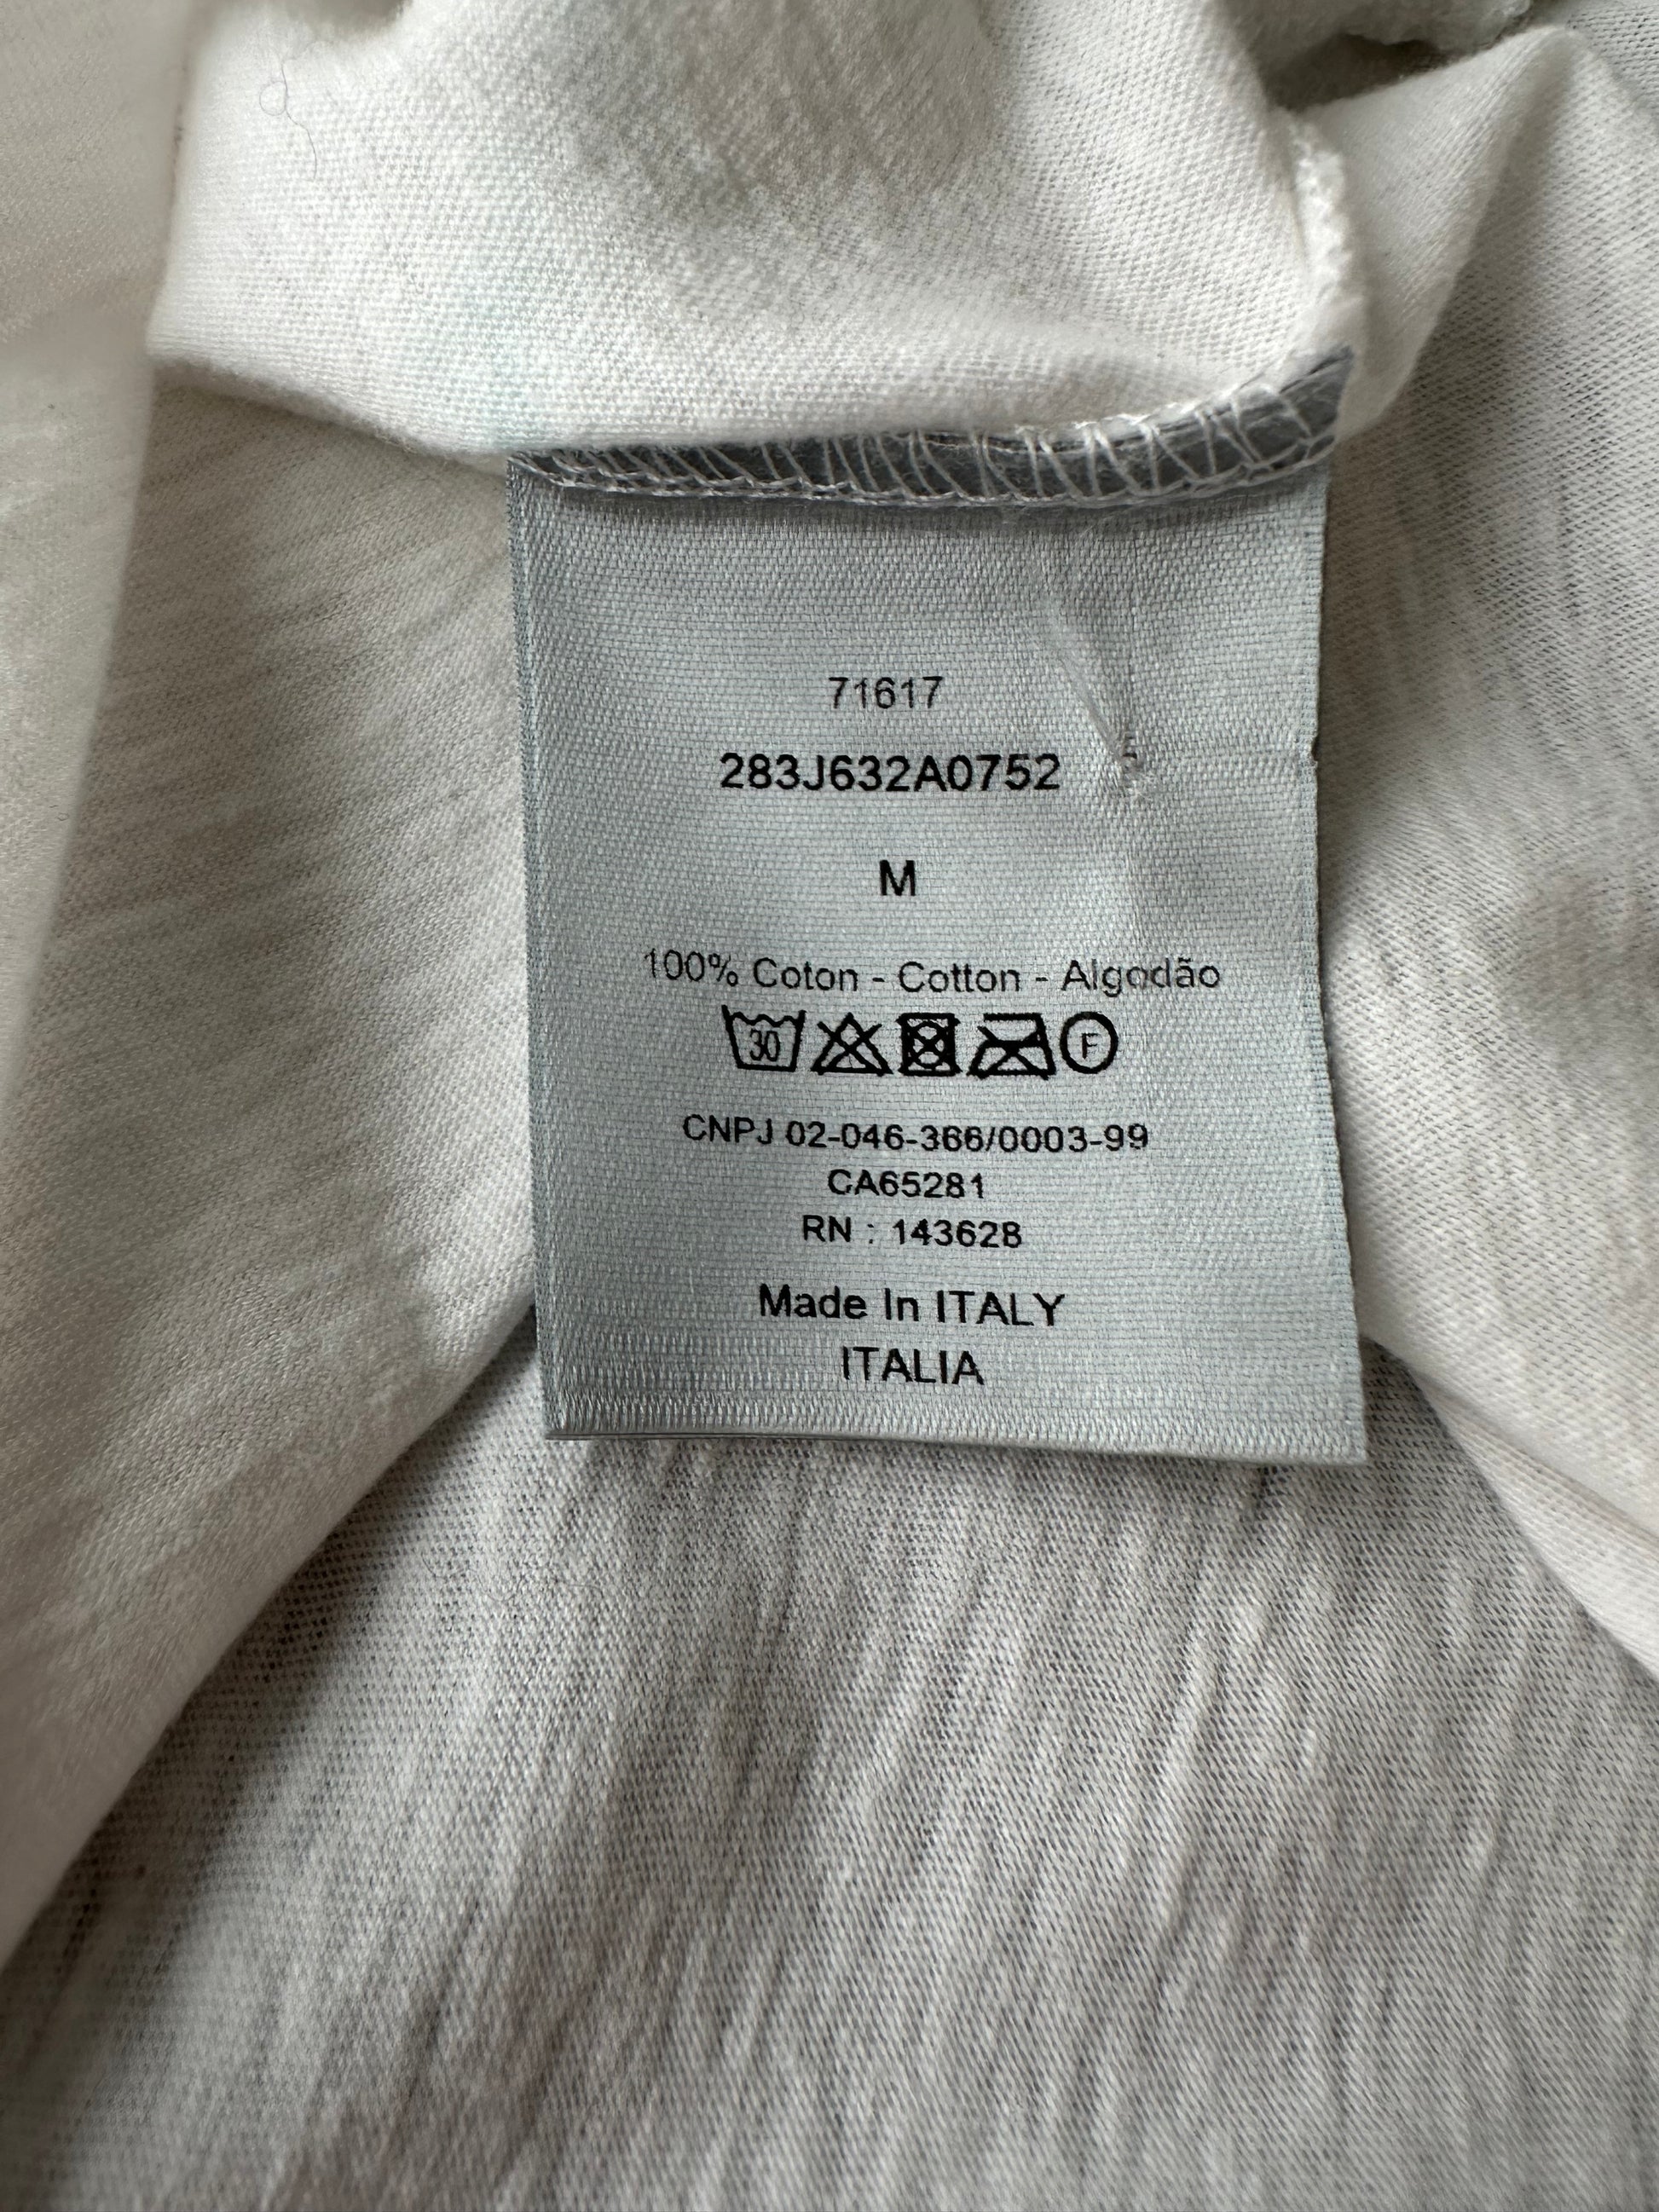 71617
283J632A0752
M
100% Coton - Cotton - Algodão
30 F
CNPJ 02-046-366/0003-99
CA65281
RN : 143628
Made In ITALY
ITALIA